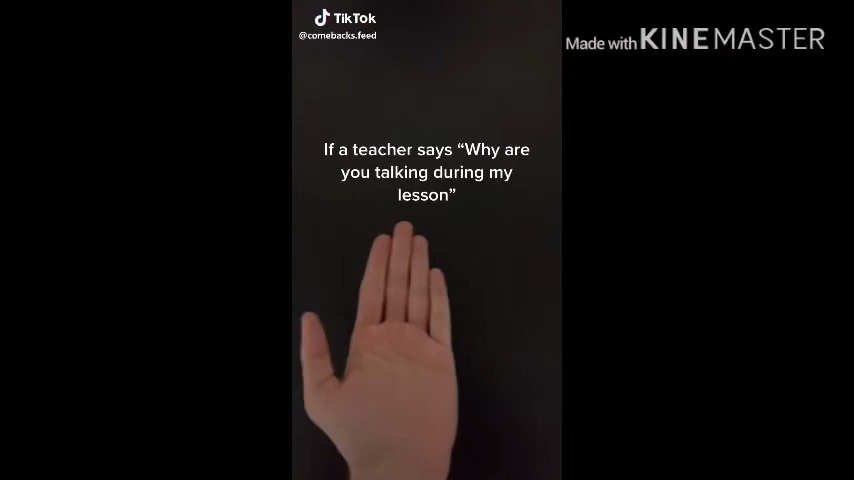 TikTok
@comebacks.feed
Made with KINEMASTER
If a teacher says “Why are
you talking during my
lesson”